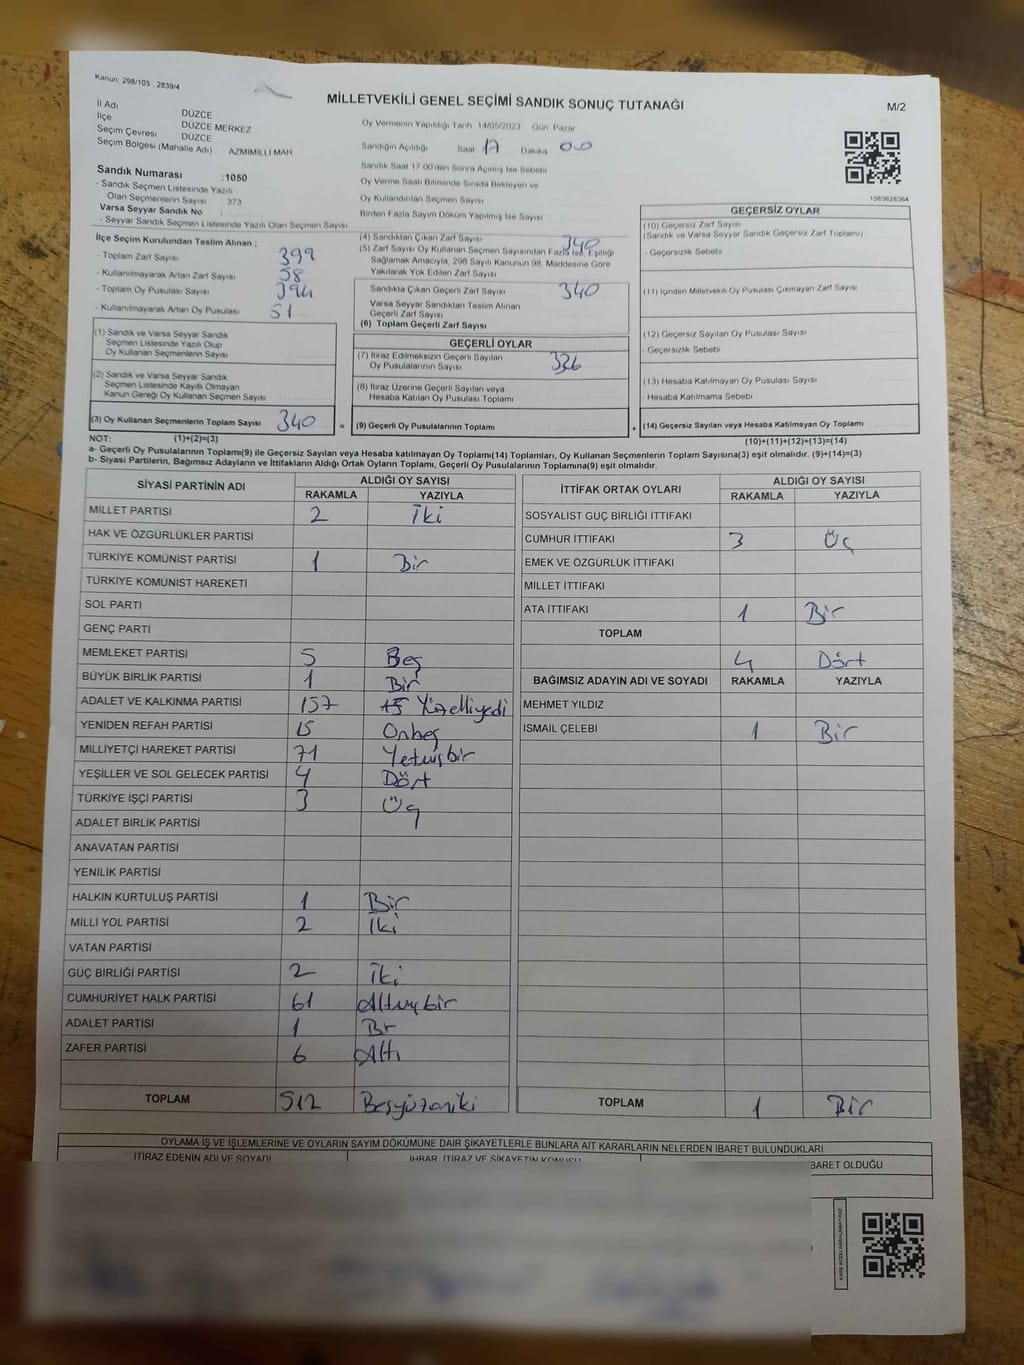 Kanun: 298/105 , 2839/4
MİLLETVEKİLİ GENEL SEÇİMİ SANDIK SONUÇ TUTANAĞI
M/2
İl Adı DÜZCE
İlçe DÜZCE MERKEZ
Seçim Çevresi DÜZCE
Seçim Bölgesi (Mahalle Adı) AZMİMİLLİ MAH.
Oy Vermenin Yapıldığı Tarih 14/05/2023 Gün Pazar
Sandığın Açıldığı Saat 17 Dakika 00
Sandık Saat 17.00'den Sonra Açılmış İse Sebebi
Oy Verme Saati Bitiminde Sırada Bekleyen ve
Oy Kullandırılan Seçmen Sayısı
Birden Fazla Sayım Döküm Yapılmış İse Sayısı
1083628364
Sandık Numarası :1050
- Sandık Seçmen Listesinde Yazılı
Olan Seçmenlerin Sayısı 373
Varsa Seyyar Sandık No :
- Seyyar Sandık Seçmen Listesinde Yazılı Olan Seçmen Sayısı
İlçe Seçim Kurulundan Teslim Alınan ;
- Toplam Zarf Sayısı 399
- Kullanılmayarak Artan Zarf Sayısı 58
- Toplam Oy Pusulası Sayısı 394
- Kullanılmayarak Artan Oy Pusulası 51
(1) Sandık ve Varsa Seyyar Sandık
Seçmen Listesinde Yazılı Olup
Oy Kullanan Seçmenlerin Sayısı
(2) Sandık ve Varsa Seyyar Sandık
Seçmen Listesinde Kayıtlı Olmayan
Kanun Gereği Oy Kullanan Seçmen Sayısı
(3) Oy Kullanan Seçmenlerin Toplam Sayısı 340
(4) Sandıktan Çıkan Zarf Sayısı 340
(5) Zarf Sayısı Oy Kullanan Seçmen Sayısından Fazla İse, Eşitliği
Sağlamak Amacıyla, 298 Sayılı Kanunun 98. Maddesine Göre
Yakılarak Yok Edilen Zarf Sayısı
Sandıkta Çıkan Geçerli Zarf Sayısı 340
Varsa Seyyar Sandıktan Teslim Alınan
Geçerli Zarf Sayısı
(6) Toplam Geçerli Zarf Sayısı
GEÇERLİ OYLAR
(7) İtiraz Edilmeksizin Geçerli Sayılan
Oy Pusulalarının Sayısı 336
(8) İtiraz Üzerine Geçerli Sayılan veya
Hesaba Katılan Oy Pusulası Toplamı
= (9) Geçerli Oy Pusulalarının Toplamı
GEÇERSİZ OYLAR
(10) Geçersiz Zarf Sayısı
(Sandık ve Varsa Seyyar Sandık Geçersiz Zarf Toplamı)
- Geçersizlik Sebebi
(11) İçinden Milletvekili Oy Pusulası Çıkmayan Zarf Sayısı
(12) Geçersiz Sayılan Oy Pusulası Sayısı
- Geçersizlik Sebebi
(13) Hesaba Katılmayan Oy Pusulası Sayısı
- Hesaba Katılmama Sebebi
+ (14) Geçersiz Sayılan veya Hesaba Katılmayan Oy Toplamı
NOT: (1)+(2)=(3) (10)+(11)+(12)+(13)=(14)
a- Geçerli Oy Pusulalarının Toplamı(9) ile Geçersiz Sayılan veya Hesaba katılmayan Oy Toplamı(14) Toplamları, Oy Kullanan Seçmenlerin Toplam Sayısına(3) eşit olmalıdır. (9)+(14)=(3)
b- Siyasi Partilerin, Bağımsız Adayların ve İttifakların Aldığı Ortak Oyların Toplamı, Geçerli Oy Pusulalarının Toplamına(9) eşit olmalıdır.
SİYASİ PARTİNİN ADI ALDIĞI OY SAYISI
RAKAMLA YAZIYLA
MİLLET PARTİSİ 2 İki
HAK VE ÖZGÜRLÜKLER PARTİSİ
TÜRKİYE KOMÜNİST PARTİSİ 1 Bir
TÜRKİYE KOMÜNİST HAREKETİ
SOL PARTİ
GENÇ PARTİ
MEMLEKET PARTİSİ 5 Beş
BÜYÜK BİRLİK PARTİSİ 1 Bir
ADALET VE KALKINMA PARTİSİ 157 Yüzelliyedi
YENİDEN REFAH PARTİSİ 15 Onbeş
MİLLİYETÇİ HAREKET PARTİSİ 71 Yetmişbir
YEŞİLLER VE SOL GELECEK PARTİSİ 4 Dört
TÜRKİYE İŞÇİ PARTİSİ 3 Üç
ADALET BİRLİK PARTİSİ
ANAVATAN PARTİSİ
YENİLİK PARTİSİ
HALKIN KURTULUŞ PARTİSİ 1 Bir
MİLLİ YOL PARTİSİ 2 İki
VATAN PARTİSİ
GÜÇ BİRLİĞİ PARTİSİ 2 İki
CUMHURİYET HALK PARTİSİ 61 Altmışbir
ADALET PARTİSİ 1 Br
ZAFER PARTİSİ 6 Altı
TOPLAM 512 Beşyüzoniki
İTTİFAK ORTAK OYLARI ALDIĞI OY SAYISI
RAKAMLA YAZIYLA
SOSYALİST GÜÇ BİRLİĞİ İTTİFAKI
CUMHUR İTTİFAKI 3 Üç
EMEK VE ÖZGÜRLÜK İTTİFAKI
MİLLET İTTİFAKI
ATA İTTİFAKI 1 Bir
TOPLAM
4 Dört
BAĞIMSIZ ADAYIN ADI VE SOYADI RAKAMLA YAZIYLA
MEHMET YILDIZ
İSMAİL ÇELEBİ 1 Bir
TOPLAM 1 Bir
OYLAMA İŞ VE İŞLEMLERİNE VE OYLARIN SAYIM DÖKÜMÜNE DAİR ŞİKAYETLERLE BUNLARA AİT KARARLARIN NELERDEN İBARET BULUNDUKLARI
İTİRAZ EDENİN ADI VE SOYADI İHBAR, İTİRAZ VE ŞİKAYETİN KONUSU BARET OLDUĞU
KARE KODU KARALAMAYINIZ